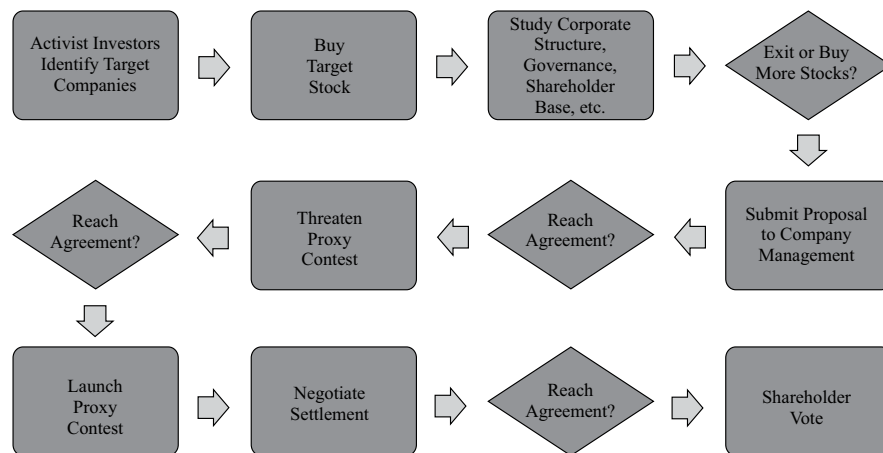 Activist Investors
Identify Target
Companies
Buy
Target
Stock
Study Corporate
Structure,
Governance,
Shareholder
Base, etc.
Exit or Buy
More Stocks?
Submit Proposal
to Company
Management
Reach
Agreement?
Threaten
Proxy
Contest
Reach
Agreement?
Launch
Proxy
Contest
Negotiate
Settlement
Reach
Agreement?
Shareholder
Vote